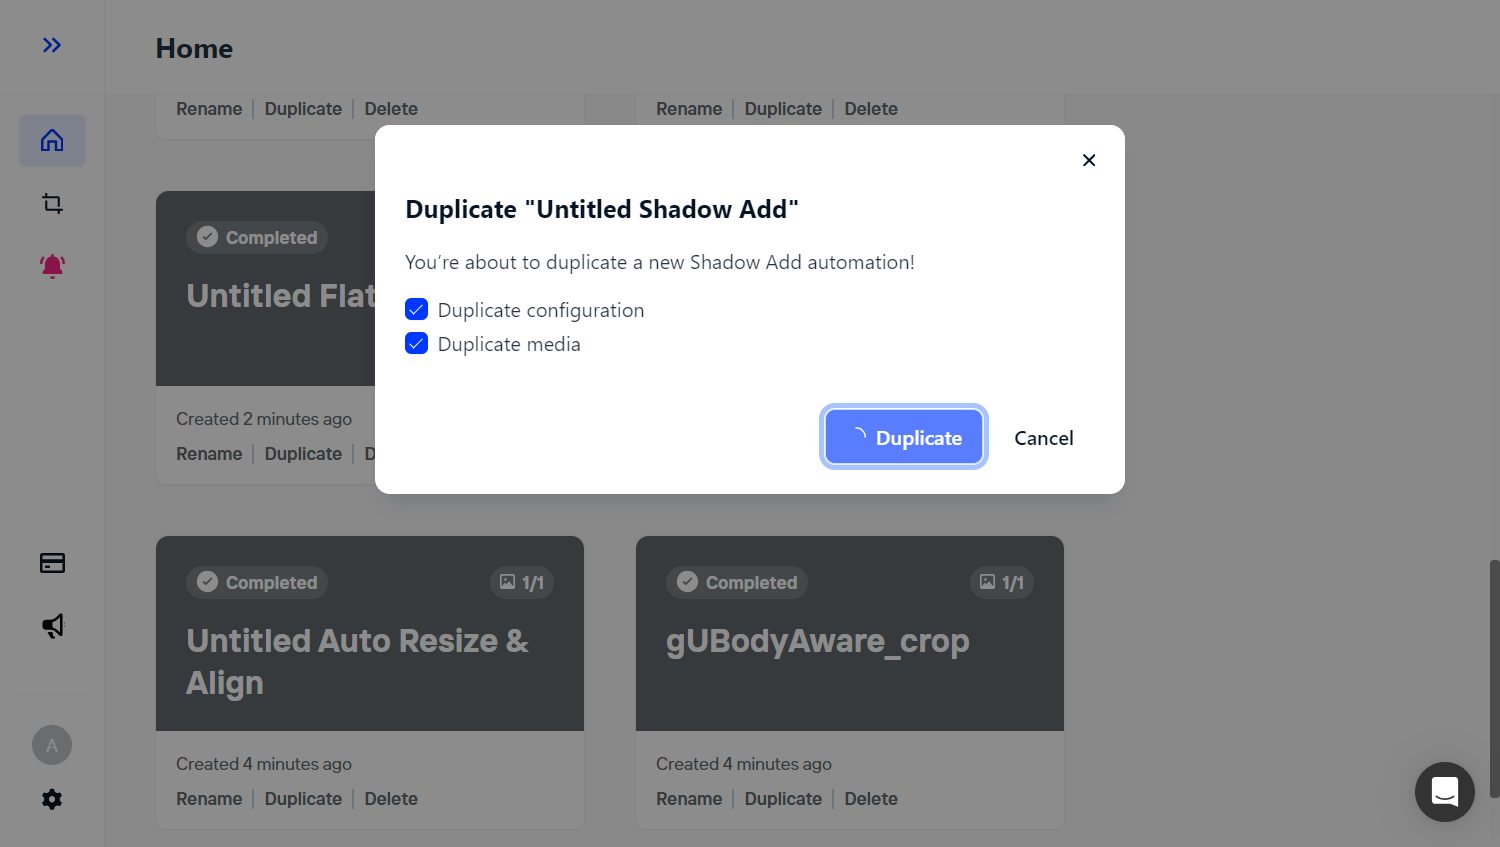 Home
Rename Duplicate Delete
Rename Duplicate Delete
Completed
Untitled Flat
Created 2 minutes ago
Rename Duplicate D
Duplicate "Untitled Shadow Add"
You’re about to duplicate a new Shadow Add automation!
Duplicate configuration
Duplicate media
Duplicate
Cancel
Completed 1/1
Untitled Auto Resize &
Align
Created 4 minutes ago
Rename Duplicate Delete
Completed 1/1
gUBodyAware_crop
Created 4 minutes ago
Rename Duplicate Delete
A